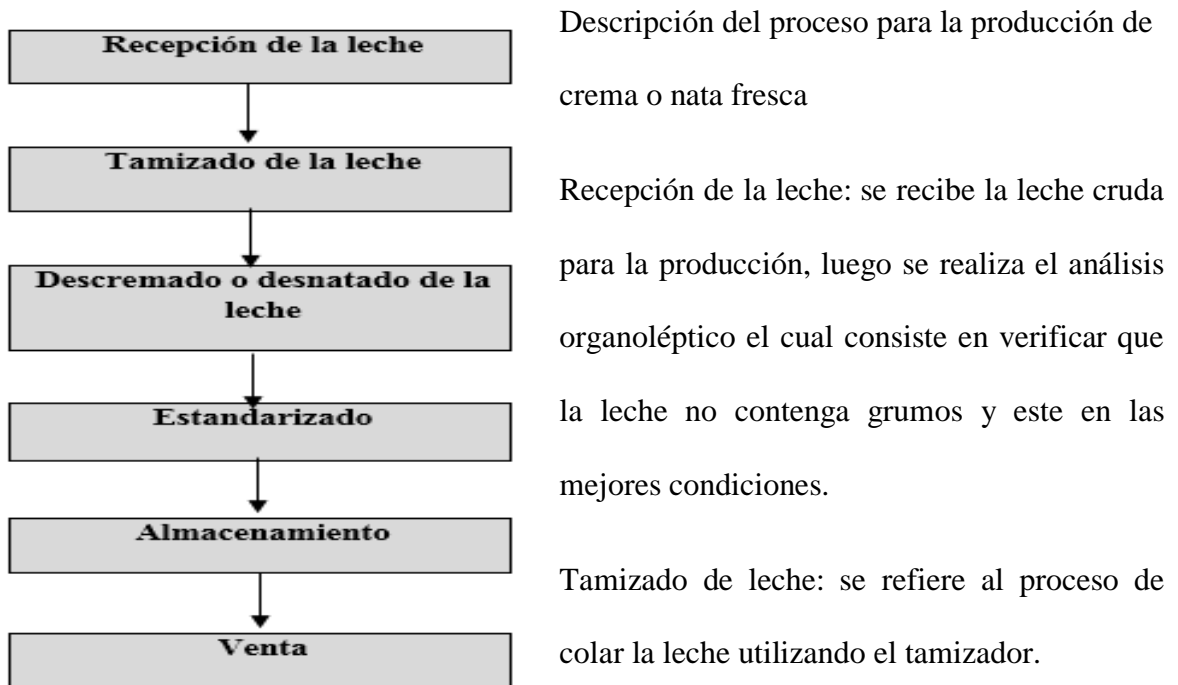 Recepción de la leche
Tamizado de la leche
Descremado o desnatado de la
leche
Estandarizado
Almacenamiento
Venta
Descripción del proceso para la producción de
crema o nata fresca
Recepción de la leche: se recibe la leche cruda
para la producción, luego se realiza el análisis
organoléptico el cual consiste en verificar que
la leche no contenga grumos y este en las
mejores condiciones.
Tamizado de leche: se refiere al proceso de
colar la leche utilizando el tamizador.